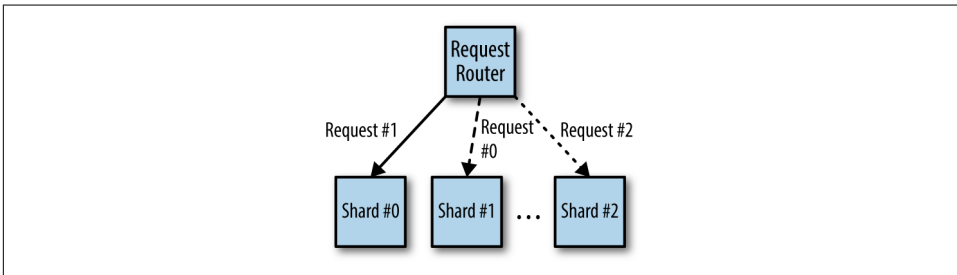 Request
Router
Request #1
Request
#0
Request #2
Shard #0
Shard #1
...
Shard #2